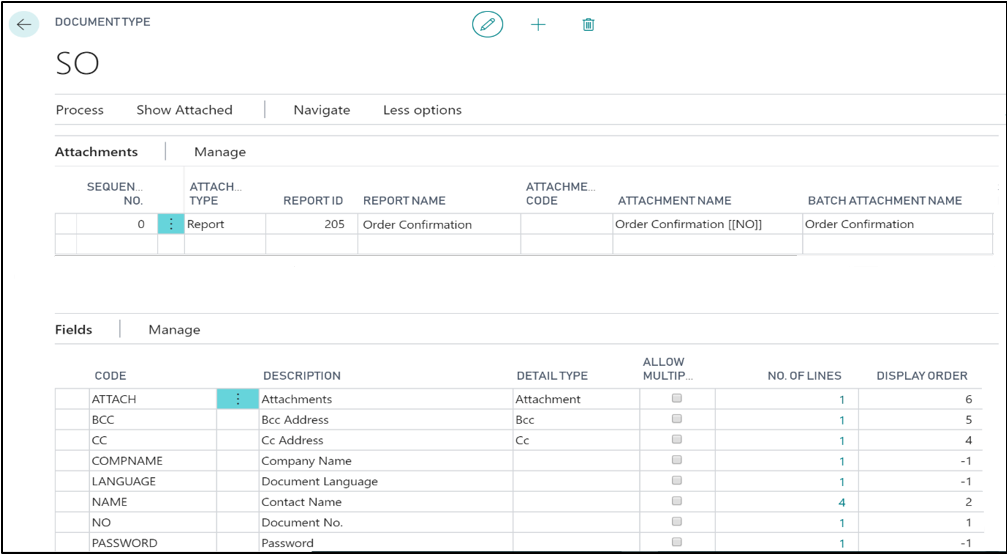 DOCUMENT TYPE
SO
Process Show Attached Navigate Less options
Attachments Manage
SEQUEN... NO. ATTACH... TYPE REPORT ID REPORT NAME ATTACHME... CODE ATTACHMENT NAME BATCH ATTACHMENT NAME
0 Report 205 Order Confirmation Order Confirmation [[NO]] Order Confirmation
Fields Manage
CODE DESCRIPTION DETAIL TYPE ALLOW MULTIP... NO. OF LINES DISPLAY ORDER
ATTACH Attachments Attachment 1 6
BCC Bcc Address Bcc 1 5
CC Cc Address Cc 1 4
COMPNAME Company Name 1 -1
LANGUAGE Document Language 1 -1
NAME Contact Name 4 2
NO Document No. 1 1
PASSWORD Password 1 -1